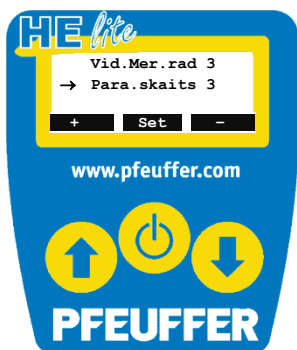 HE lite
Vid.Mer.rad 3
→ Para.skaits 3
+ Set -
www.pfeuffer.com
PFEUFFER